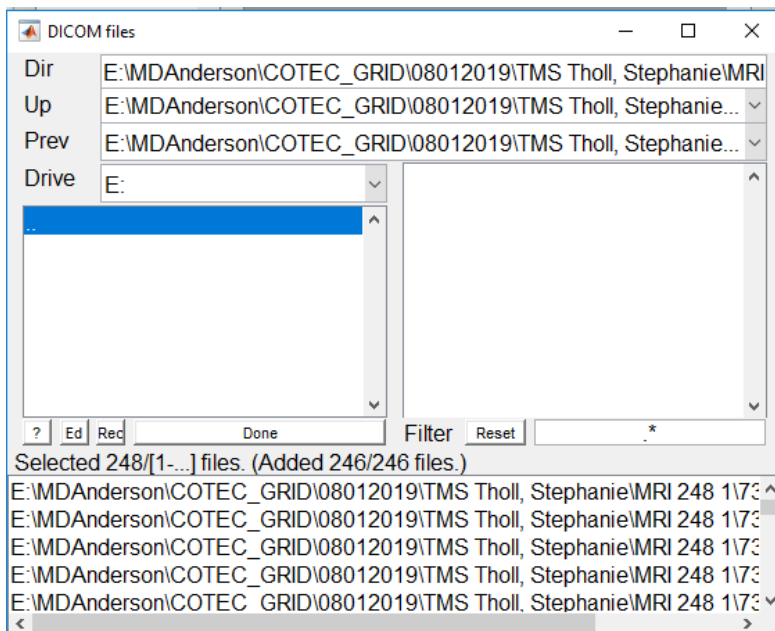 DICOM files
Dir E:\MDAnderson\COTEC_GRID\08012019\TMS Tholl, Stephanie\MRI
Up E:\MDAnderson\COTEC_GRID\08012019\TMS Tholl, Stephanie...
Prev E:\MDAnderson\COTEC_GRID\08012019\TMS Tholl, Stephanie...
Drive E:
..
? Ed Rec Done Filter Reset .*
Selected 248/[1-...] files. (Added 246/246 files.)
E:\MDAnderson\COTEC_GRID\08012019\TMS Tholl, Stephanie\MRI 248 1\73
E:\MDAnderson\COTEC_GRID\08012019\TMS Tholl, Stephanie\MRI 248 1\73
E:\MDAnderson\COTEC_GRID\08012019\TMS Tholl, Stephanie\MRI 248 1\73
E:\MDAnderson\COTEC_GRID\08012019\TMS Tholl, Stephanie\MRI 248 1\73
E:\MDAnderson\COTEC_GRID\08012019\TMS Tholl, Stephanie\MRI 248 1\73